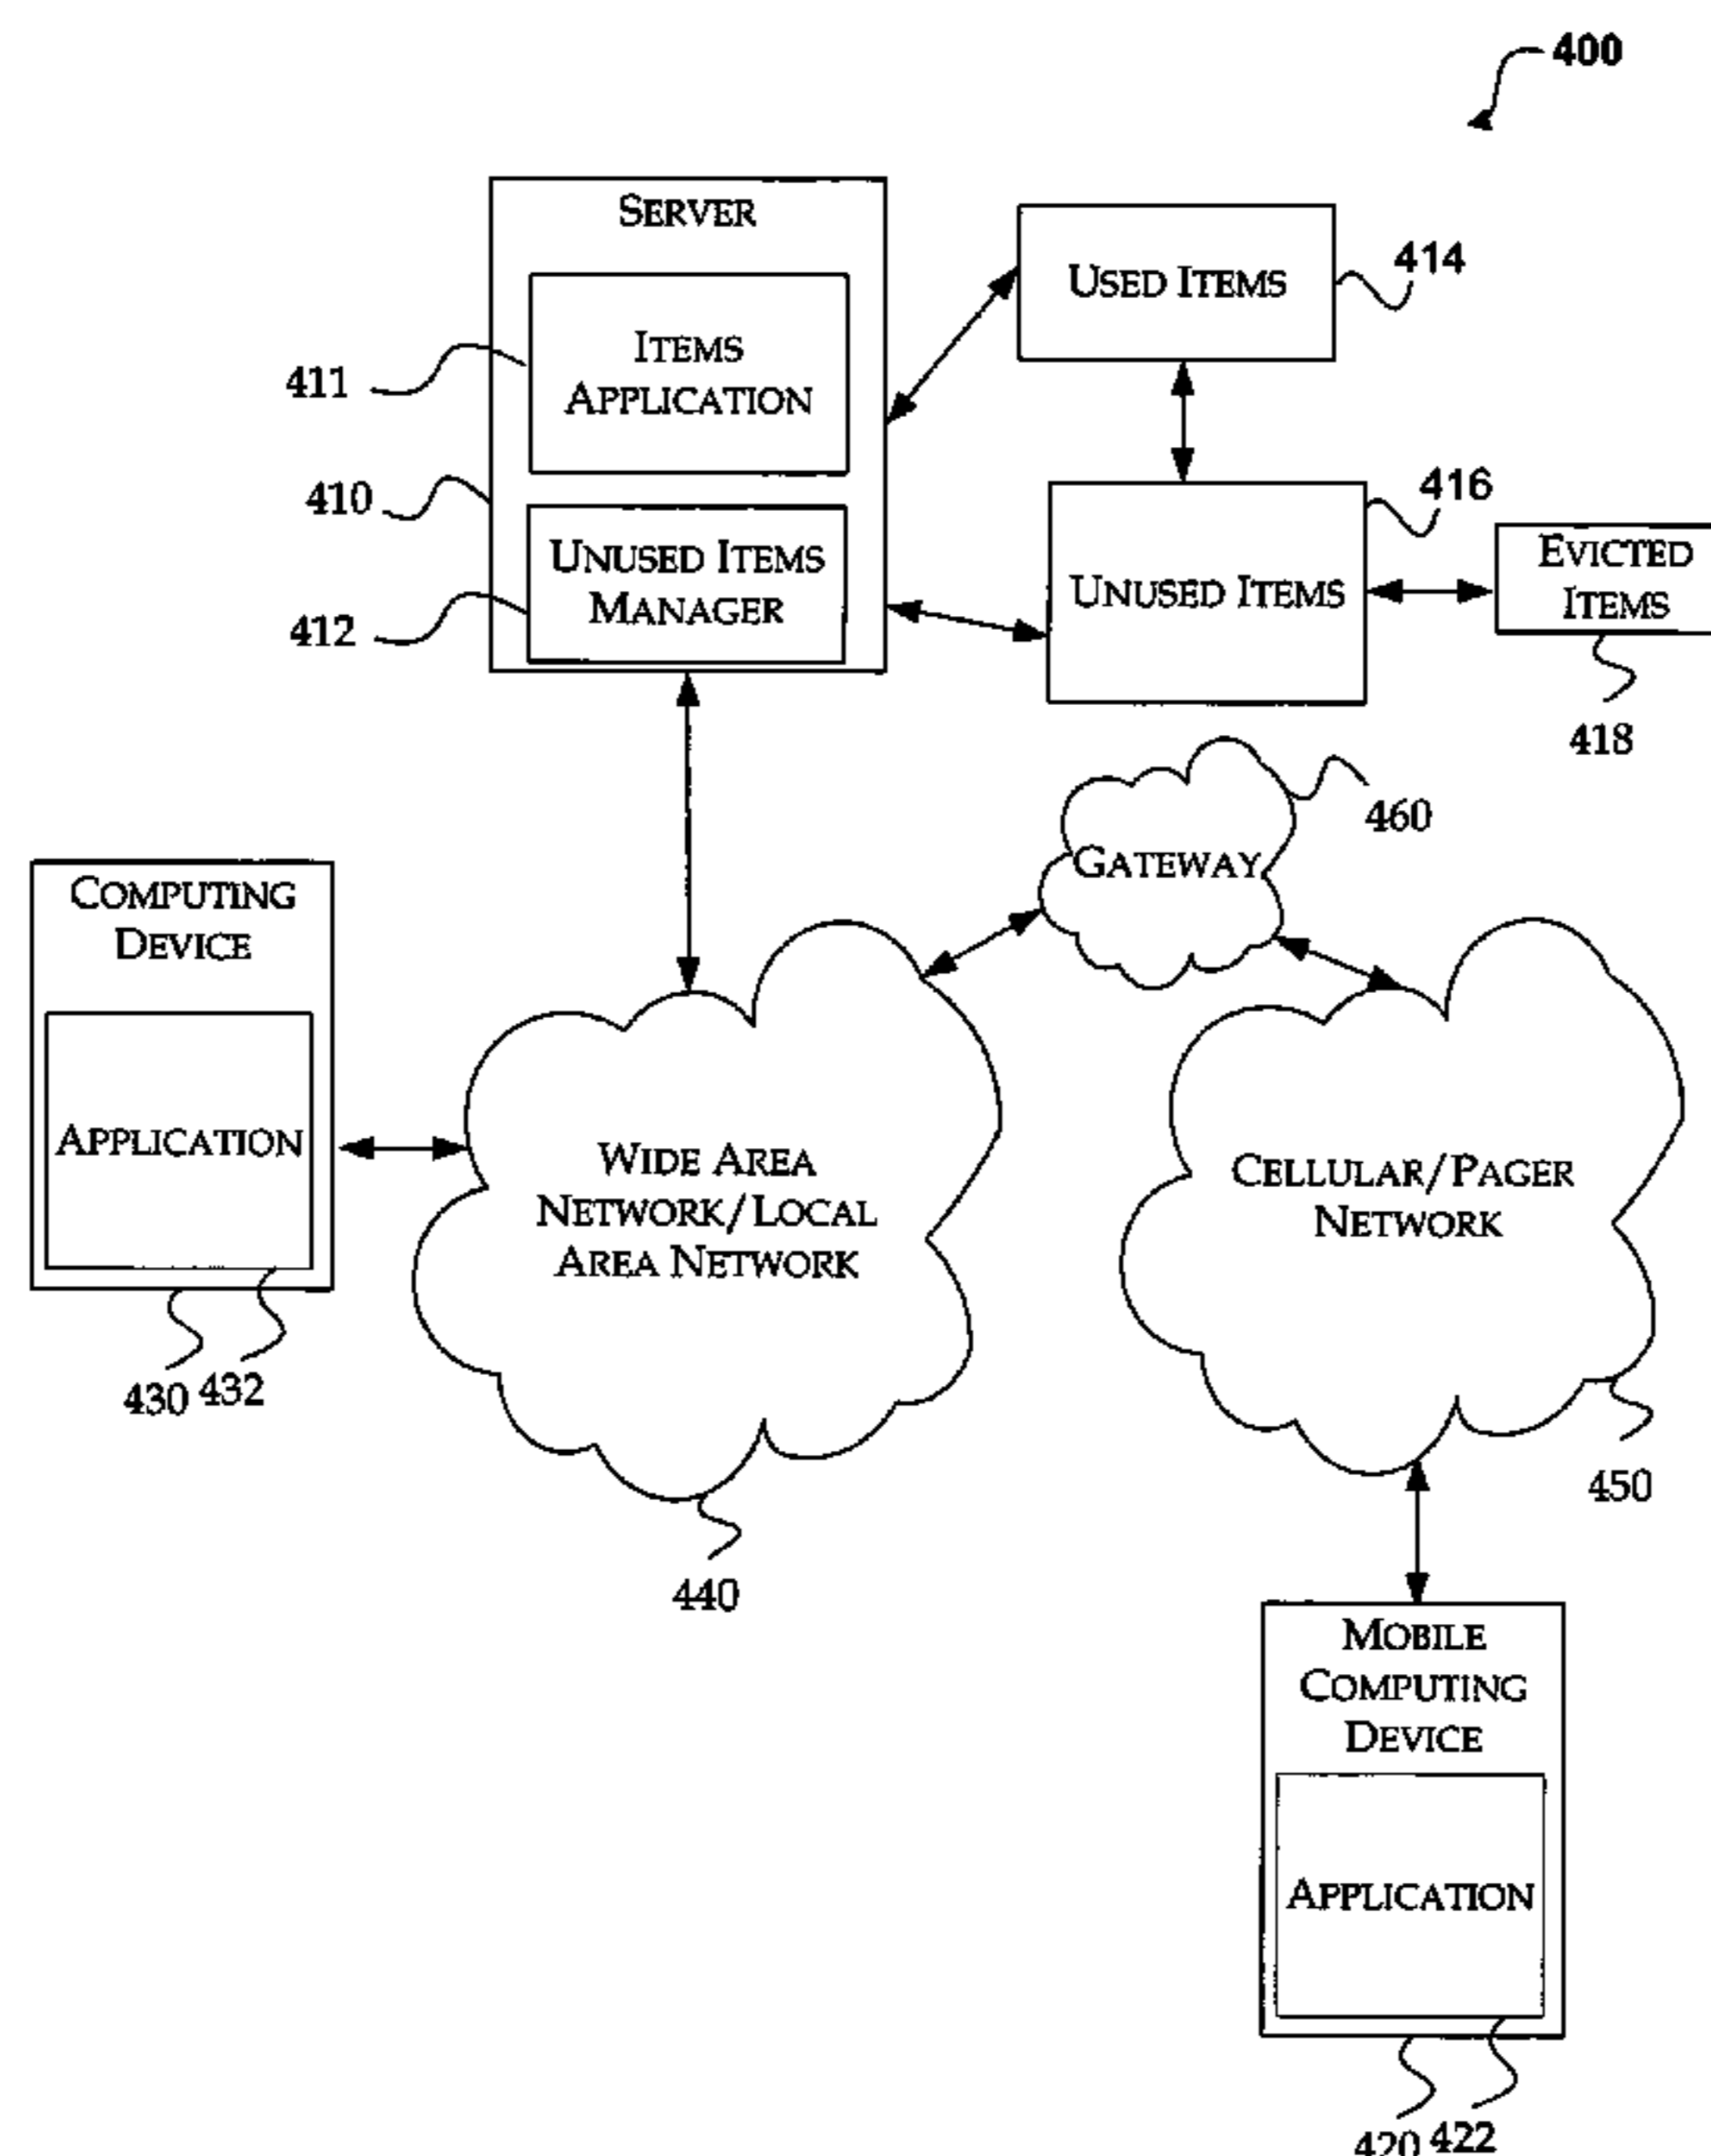 400
SERVER
USED ITEMS
414
ITEMS
APPLICATION
411
410
416
UNUSED ITEMS
MANAGER
412
UNUSED ITEMS
EVICTED
ITEMS
418
460
GATEWAY
COMPUTING
DEVICE
APPLICATION
WIDE AREA
NETWORK/LOCAL
AREA NETWORK
CELLULAR/PAGER
NETWORK
430 432
450
440
MOBILE
COMPUTING
DEVICE
APPLICATION
420 422